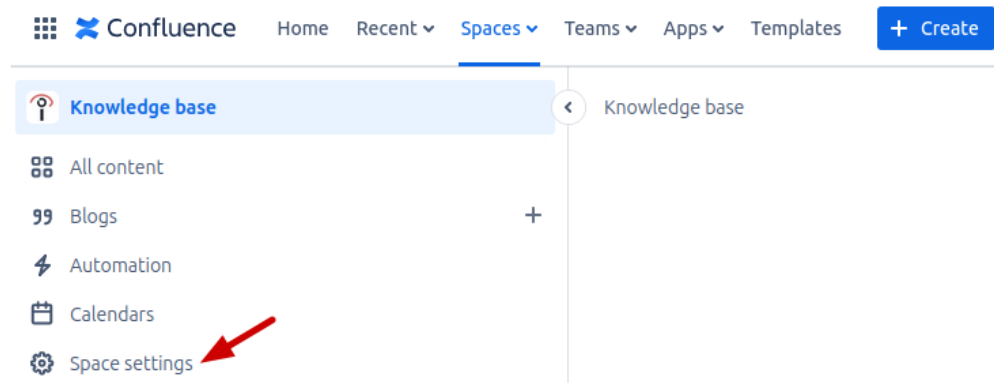 Confluence Home Recent Spaces Teams Apps Templates + Create
Knowledge base
Knowledge base
All content
Blogs +
Automation
Calendars
Space settings